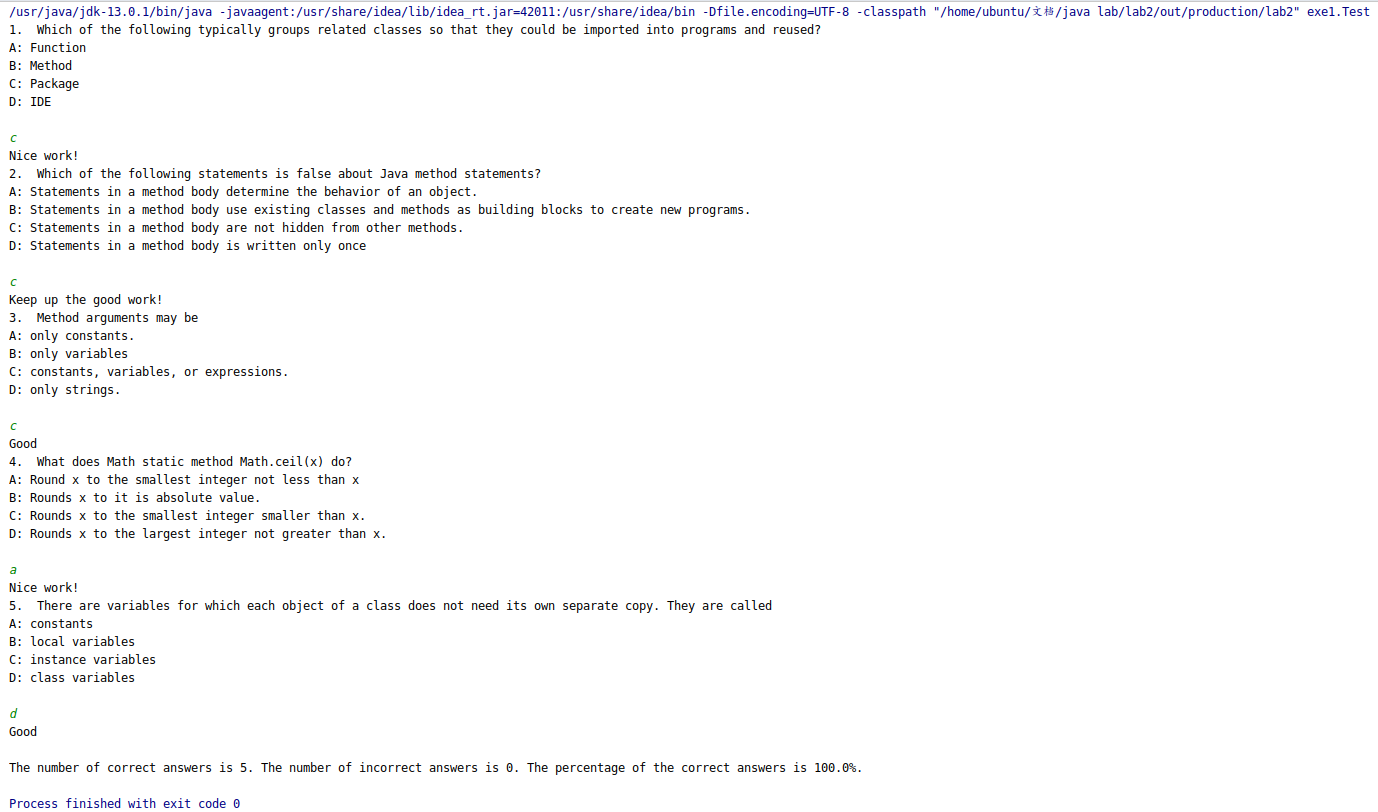 /usr/java/jdk-13.0.1/bin/java -javaagent:/usr/share/idea/lib/idea_rt.jar=42011:/usr/share/idea/bin -Dfile.encoding=UTF-8 -classpath "/home/ubuntu/文档/java lab/lab2/out/production/lab2" exe1.Test
1.  Which of the following typically groups related classes so that they could be imported into programs and reused?
A: Function
B: Method
C: Package
D: IDE
c
Nice work!
2.  Which of the following statements is false about Java method statements?
A: Statements in a method body determine the behavior of an object.
B: Statements in a method body use existing classes and methods as building blocks to create new programs.
C: Statements in a method body are not hidden from other methods.
D: Statements in a method body is written only once
c
Keep up the good work!
3.  Method arguments may be
A: only constants.
B: only variables
C: constants, variables, or expressions.
D: only strings.
c
Good
4.  What does Math static method Math.ceil(x) do?
A: Round x to the smallest integer not less than x
B: Rounds x to it is absolute value.
C: Rounds x to the smallest integer smaller than x.
D: Rounds x to the largest integer not greater than x.
a
Nice work!
5.  There are variables for which each object of a class does not need its own separate copy. They are called
A: constants
B: local variables
C: instance variables
D: class variables
d
Good
The number of correct answers is 5. The number of incorrect answers is 0. The percentage of the correct answers is 100.0%.
Process finished with exit code 0